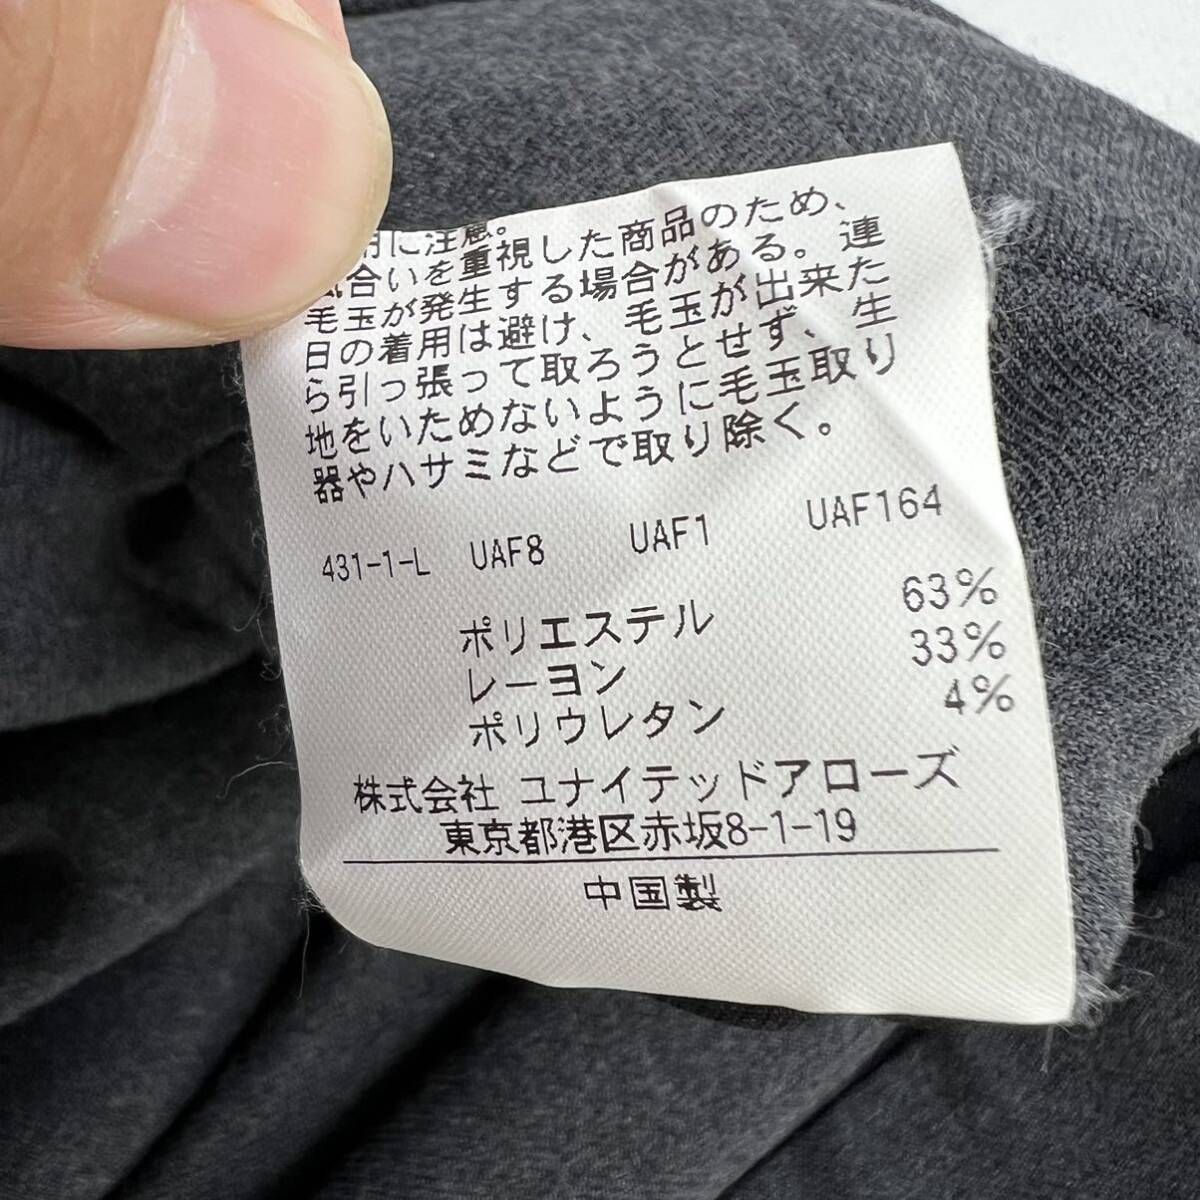 用に注意。
合いを重視した商品のため、
毛玉が発生する場合がある。連
日の着用は避け、毛玉が出来た
ら引っ張って取ろうとせず、生
地をいためないように毛玉取り
器やハサミなどで取り除く。
431-1-L UAF8 UAF1 UAF164
ポリエステル 63%
レーヨン 33%
ポリウレタン 4%
株式会社 ユナイテッドアローズ
東京都港区赤坂8-1-19
中国製